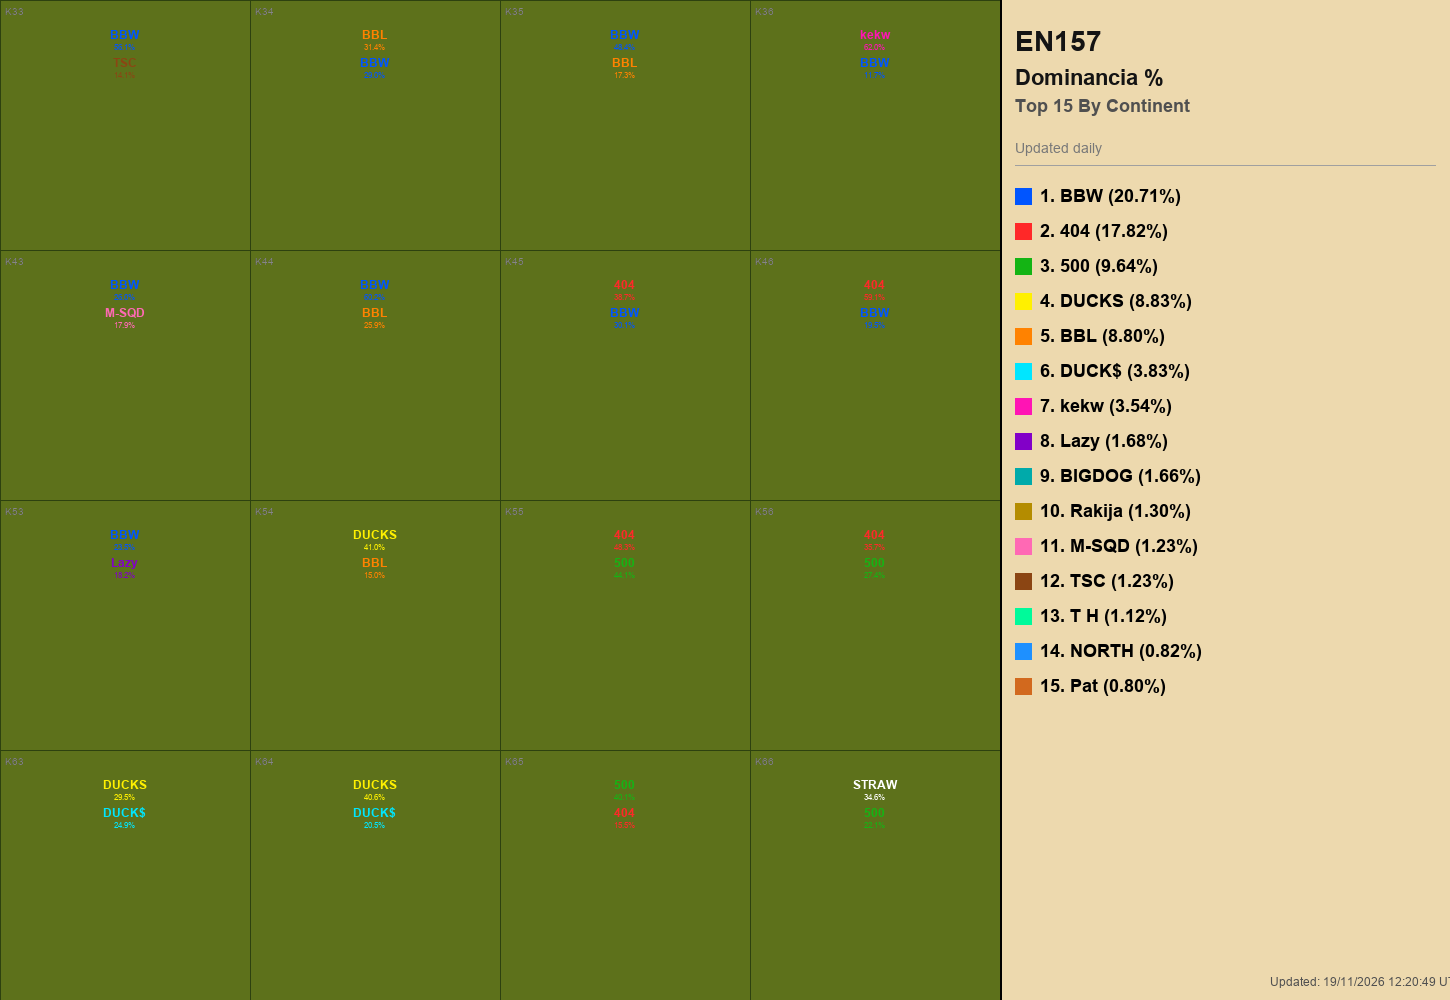 K33
BBW
TSC
K34
BBL
31.4%
BBW
K35
BBW
BBL
17.3%
K36
kekw
BBW
K43
BBW
M-SQD
17.9%
K44
BBW
BBL
25.9%
K45
404
BBW
K46
404
BBW
K53
BBW
Lazy
K54
DUCKS
41.0%
BBL
15.0%
K55
404
500
K56
404
500
K63
DUCKS
29.5%
DUCK$
24.9%
K64
DUCKS
40.6%
DUCK$
20.5%
K65
500
404
K66
STRAW
34.6%
500
EN157
Dominancia %
Top 15 By Continent
Updated daily
1. BBW (20.71%)
2. 404 (17.82%)
3. 500 (9.64%)
4. DUCKS (8.83%)
5. BBL (8.80%)
6. DUCK$ (3.83%)
7. kekw (3.54%)
8. Lazy (1.68%)
9. BIGDOG (1.66%)
10. Rakija (1.30%)
11. M-SQD (1.23%)
12. TSC (1.23%)
13. T H (1.12%)
14. NORTH (0.82%)
15. Pat (0.80%)
Updated: 19/11/2026 12:20:49 U